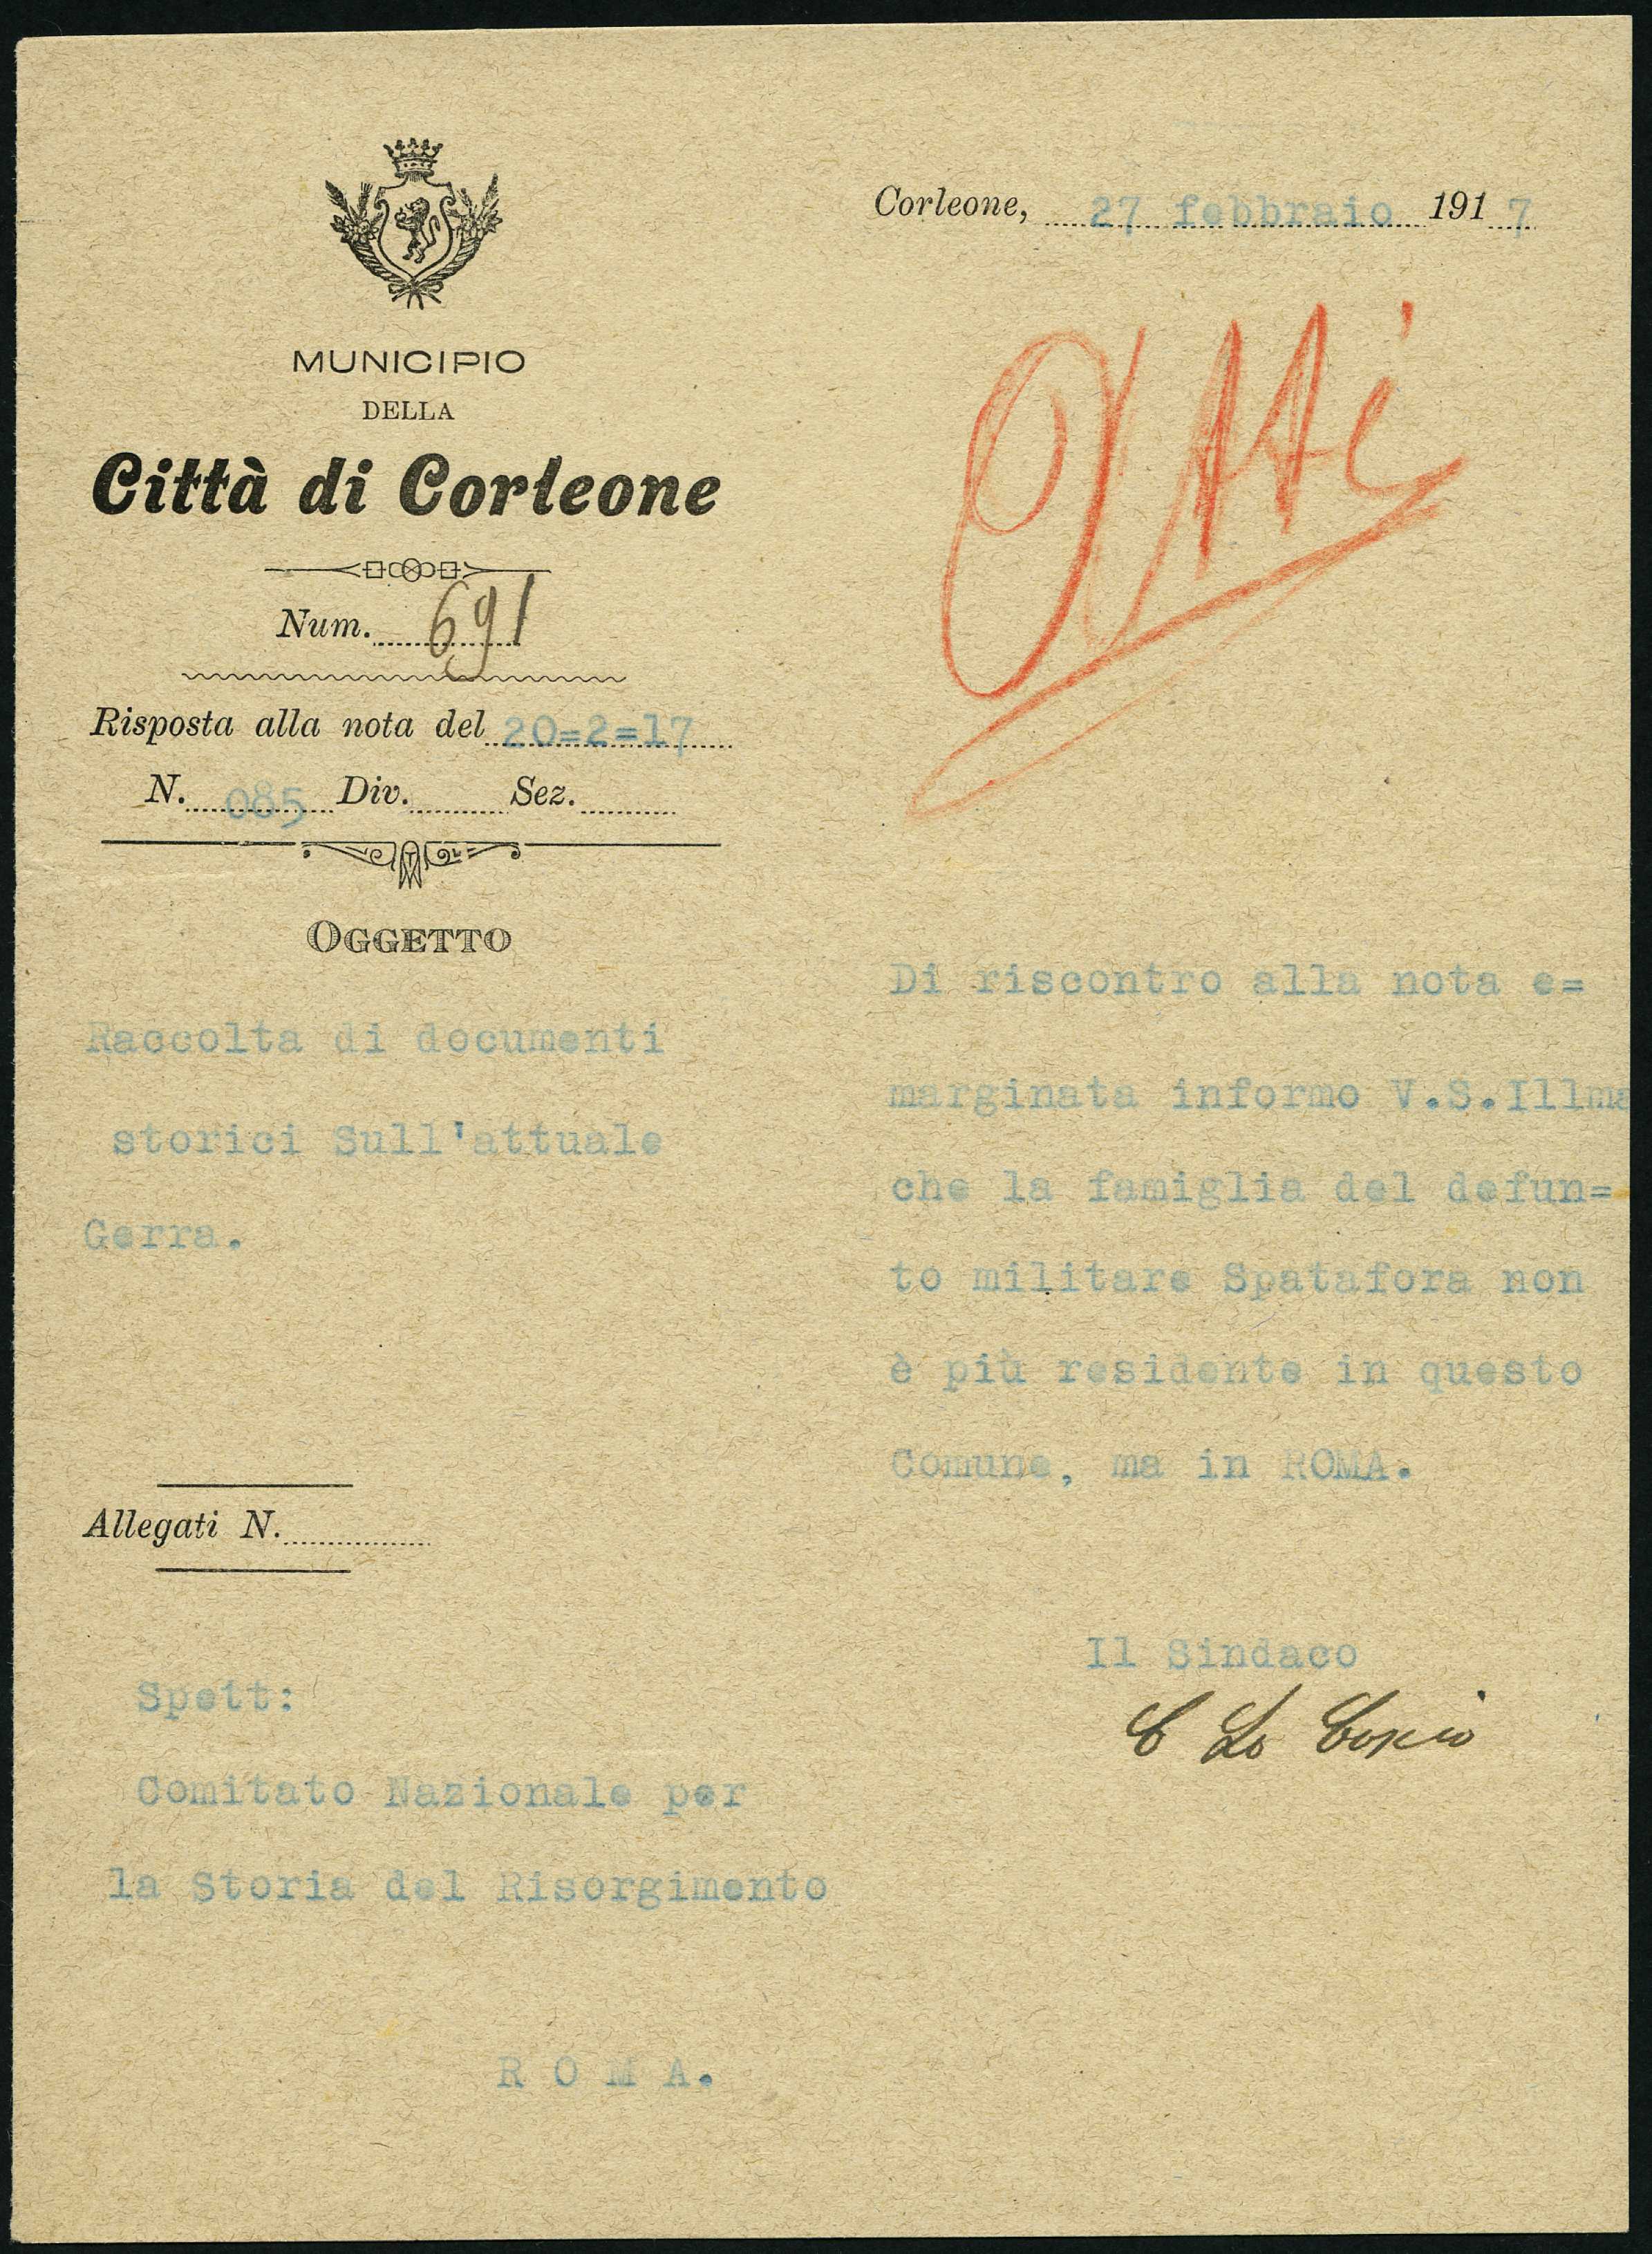 MUNICIPIO
DELLA
Città di Corleone
Num. 691
Risposta alla nota del 20=2=17
N. 085 Div. Sez.
OGGETTO
Raccolta di documenti
storici Sull'attuale
Gerra.
Allegati N.
Spett:
Comitato Nazionale per
la Storia del Risorgimento
R O M A.
Corleone, 27 febbraio 1917
Atti
Di riscontro alla nota e=
marginata informo V.S.Illma
che la famiglia del defun=
to militare Spatafora non
è più residente in questo
Comune, ma in ROMA.
Il Sindaco
Lo